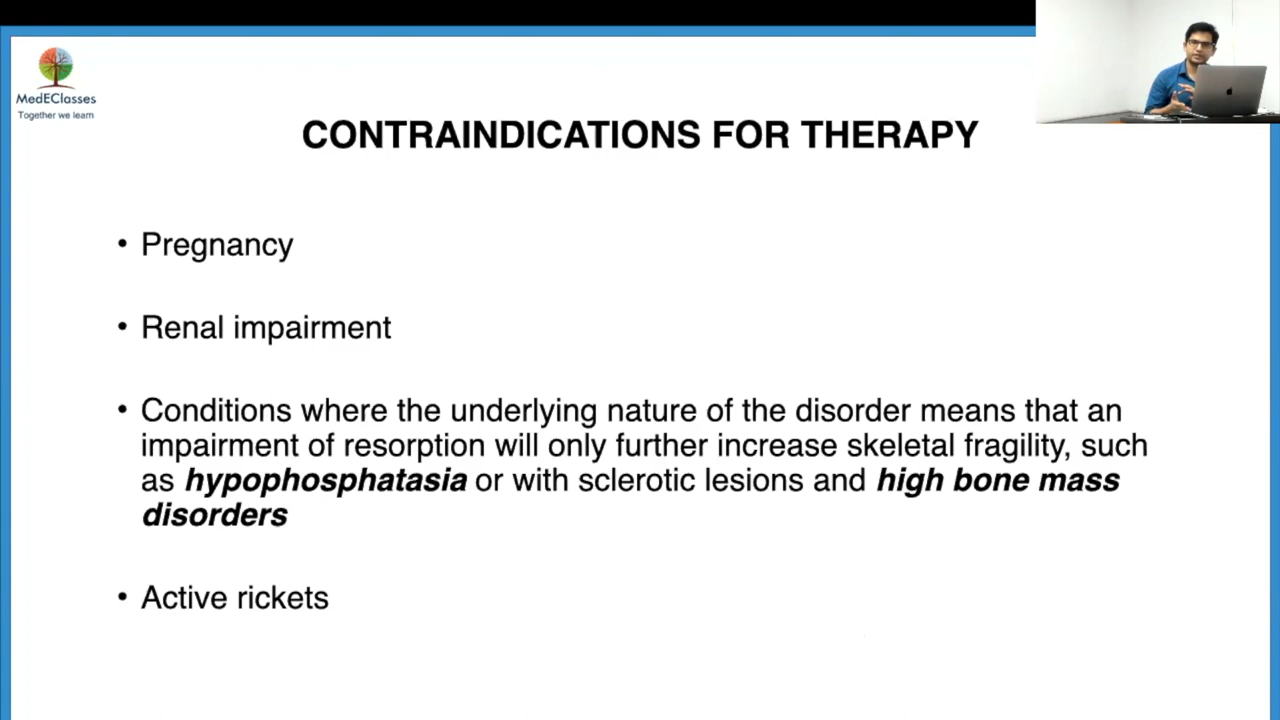 MedEClasses
Together we learn
CONTRAINDICATIONS FOR THERAPY
• Pregnancy
• Renal impairment
• Conditions where the underlying nature of the disorder means that an
impairment of resorption will only further increase skeletal fragility, such
as hypophosphatasia or with sclerotic lesions and high bone mass
disorders
• Active rickets